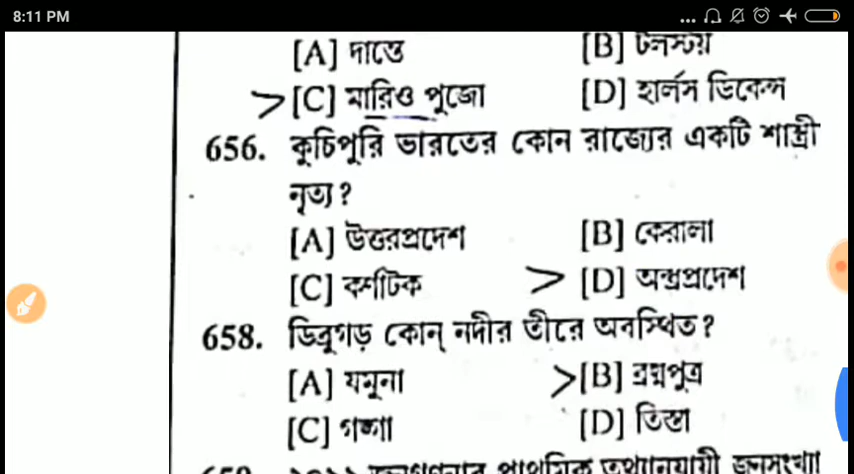 8:11 PM
[A] দান্তে [B] টলস্টয়
[C] মারিও পুজো [D] হার্লস ডিকেন্স
656. কুচিপুরি ভারতের কোন রাজ্যের একটি শাস্ত্রী
নৃত্য?
[A] উত্তরপ্রদেশ [B] কেরালা
[C] কর্ণাটিক [D] অন্ধ্রপ্রদেশ
658. ডিব্রুগড় কোন্ নদীর তীরে অবস্থিত?
[A] যমুনা [B] ব্রহ্মপুত্র
[C] গঙ্গা [D] তিস্তা